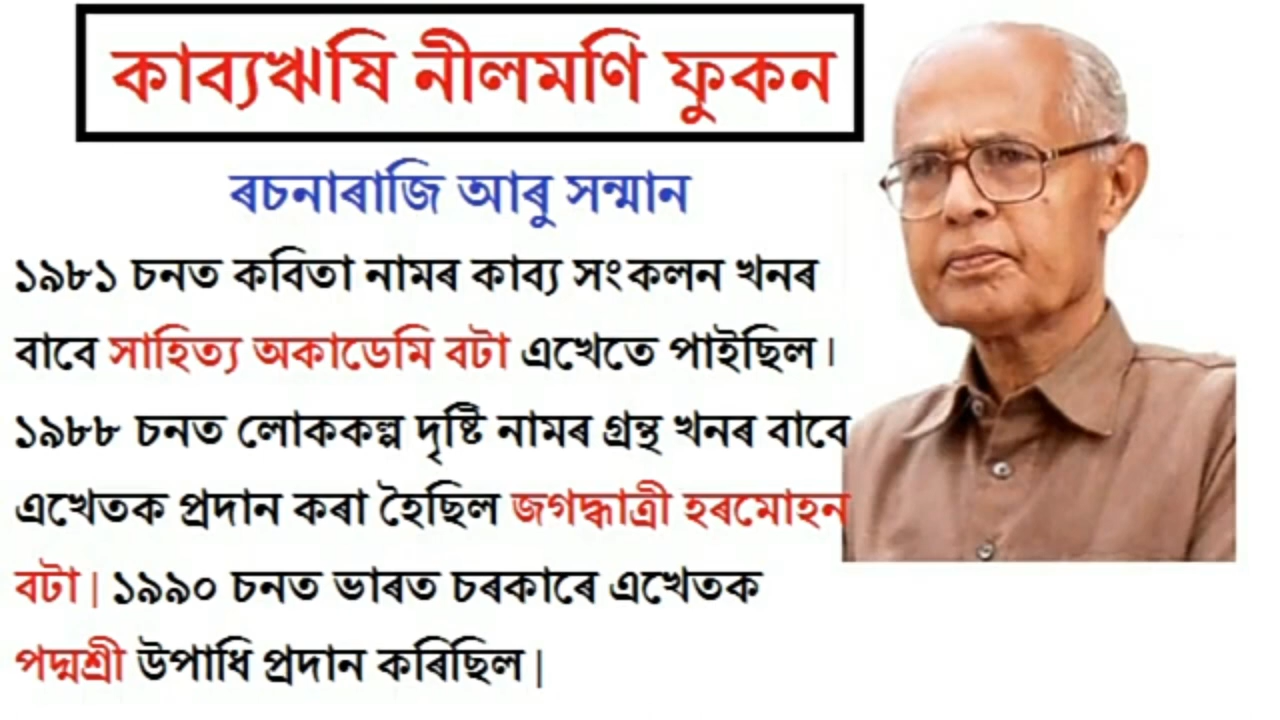 কাব্যঋষি নীলমণি ফুকন
ৰচনাৰাজি আৰু সন্মান
১৯৮১ চনত কবিতা নামৰ কাব্য সংকলন খনৰ
বাবে সাহিত্য অকাডেমি বটা এখেতে পাইছিল।
১৯৮৮ চনত লোককল্প দৃষ্টি নামৰ গ্ৰন্থ খনৰ বাবে
এখেতক প্ৰদান কৰা হৈছিল জগদ্ধাত্ৰী হৰমোহন
বটা| ১৯৯০ চনত ভাৰত চৰকাৰে এখেতক
পদ্মশ্ৰী উপাধি প্ৰদান কৰিছিল|